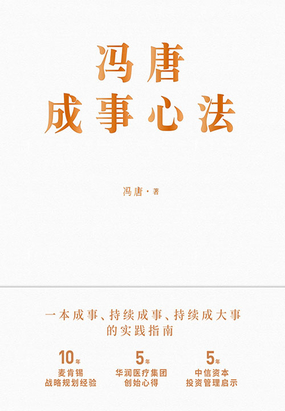 冯唐
成事心法
冯唐·著
一本成事、持续成事、持续成大事
的实践指南
10年 5年 5年
麦肯锡 华润医疗集团 中信资本
战略规划经验 创始心得 投资管理启示